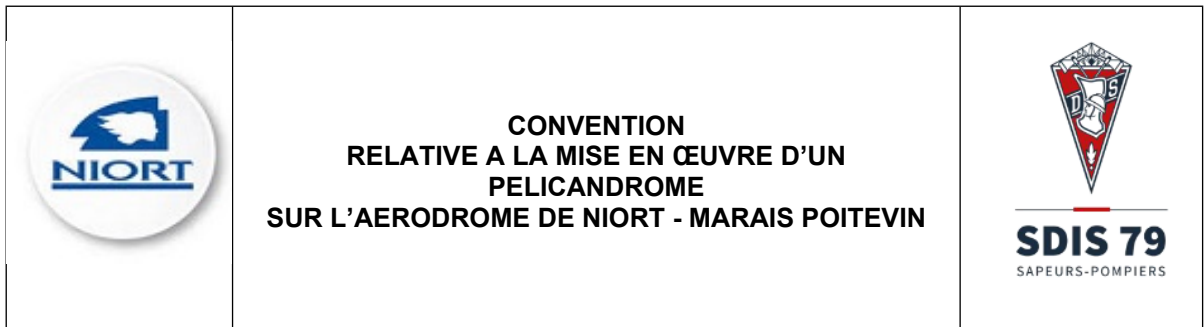 NIORT
CONVENTION
RELATIVE A LA MISE EN ŒUVRE D’UN
PELICANDROME
SUR L’AERODROME DE NIORT - MARAIS POITEVIN
D S
SDIS 79
SAPEURS-POMPIERS